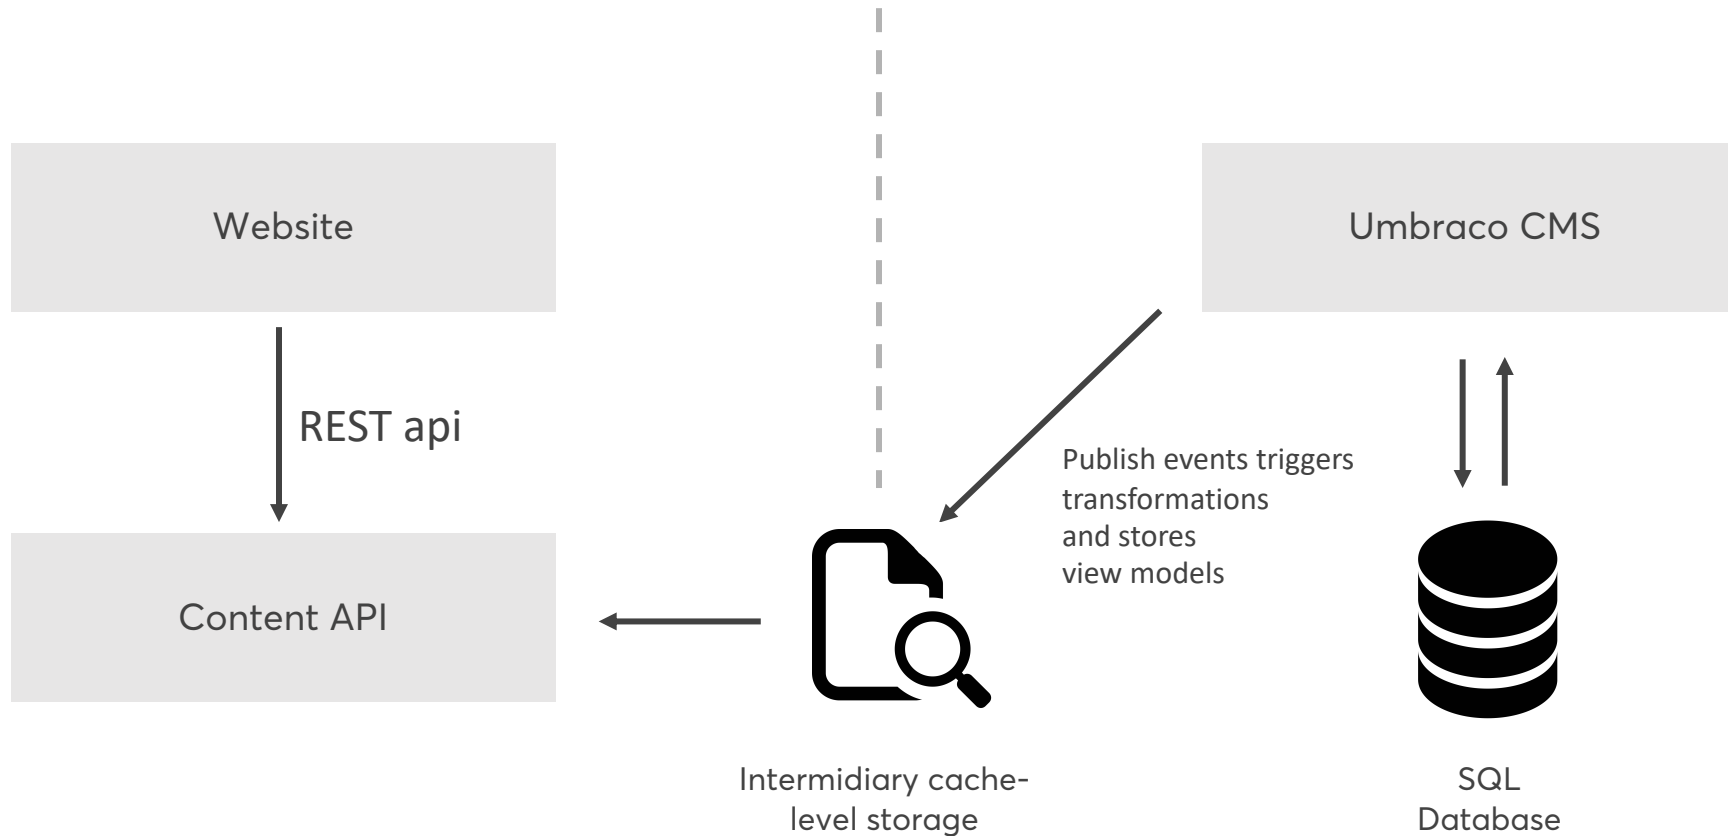 Website
Umbraco CMS
REST api
Publish events triggers
transformations
and stores
view models
Content API
Intermidiary cache-
level storage
SQL
Database